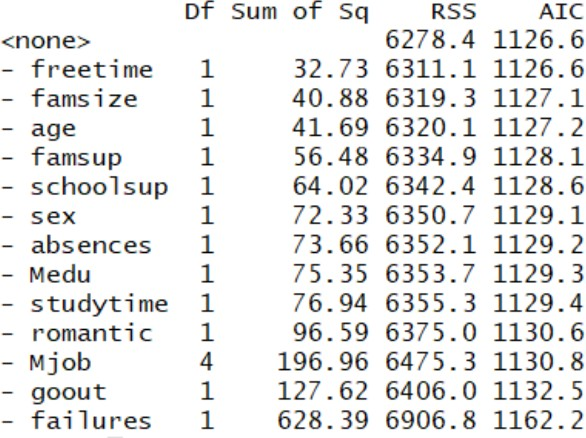 Df Sum of Sq RSS AIC
<none> 6278.4 1126.6
- freetime 1 32.73 6311.1 1126.6
- famsize 1 40.88 6319.3 1127.1
- age 1 41.69 6320.1 1127.2
- famsup 1 56.48 6334.9 1128.1
- schoolsup 1 64.02 6342.4 1128.6
- sex 1 72.33 6350.7 1129.1
- absences 1 73.66 6352.1 1129.2
- Medu 1 75.35 6353.7 1129.3
- studytime 1 76.94 6355.3 1129.4
- romantic 1 96.59 6375.0 1130.6
- Mjob 4 196.96 6475.3 1130.8
- goout 1 127.62 6406.0 1132.5
- failures 1 628.39 6906.8 1162.2